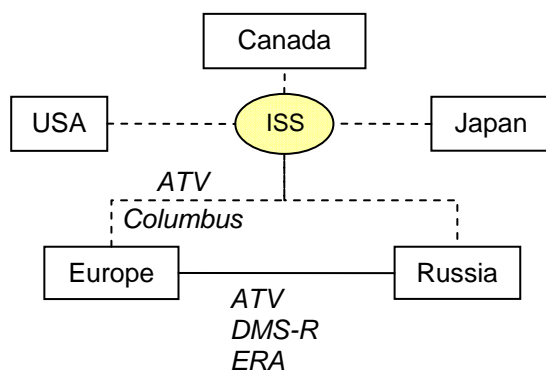 Canada
USA
ISS
Japan
ATV
Columbus
Europe
Russia
ATV
DMS-R
ERA